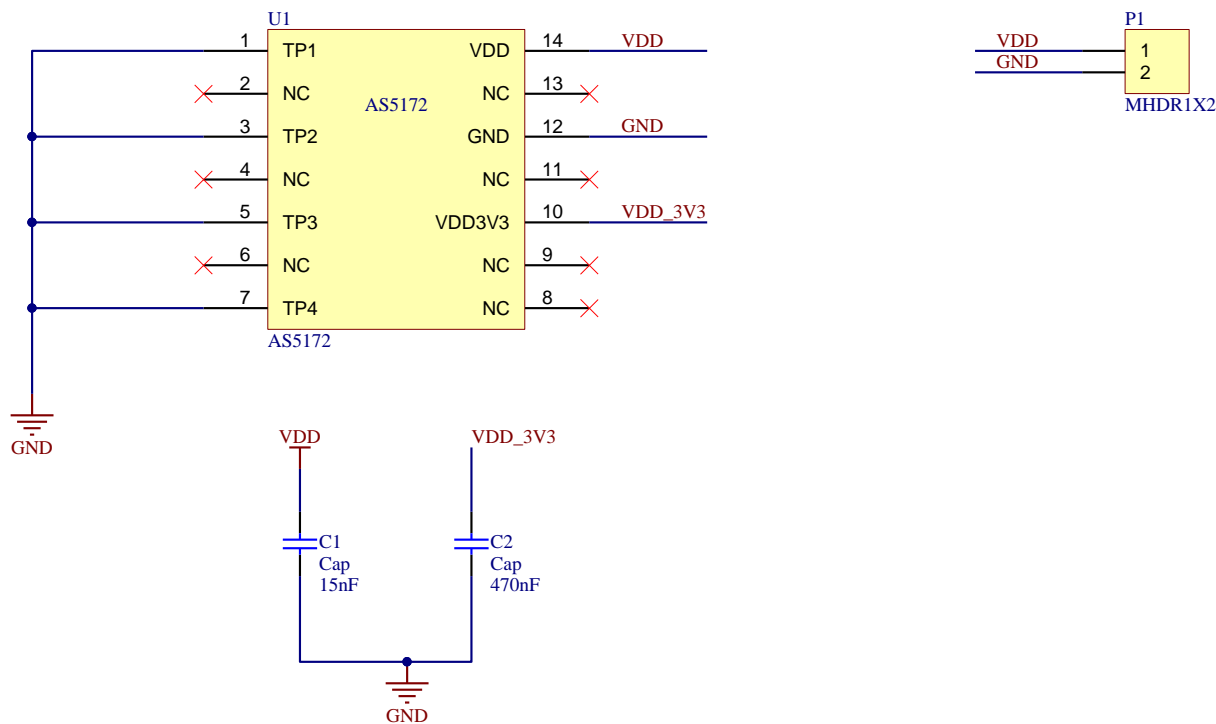 U1
1 TP1 VDD 14 VDD
2 NC NC 13
AS5172
3 TP2 GND 12 GND
4 NC NC 11
5 TP3 VDD3V3 10 VDD_3V3
6 NC NC 9
7 TP4 NC 8
AS5172
GND
P1
VDD 1
GND 2
MHDR1X2
VDD
C1
Cap
15nF
VDD_3V3
C2
Cap
470nF
GND